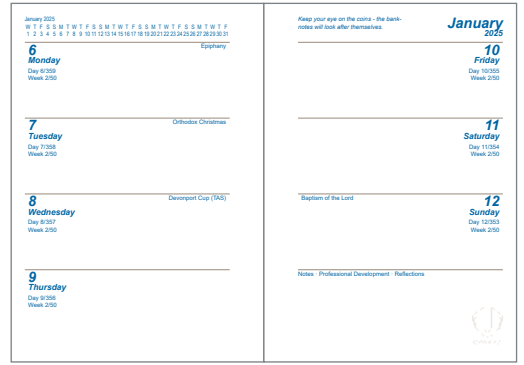 January 2025
W T F S S M T W T F S S M T W T F S S M T W T F S S M T W T F
1 2 3 4 5 6 7 8 9 10 11 12 13 14 15 16 17 18 19 20 21 22 23 24 25 26 27 28 29 30 31
6
Epiphany
Monday
Day 6/359
Week 2/50
7
Orthodox Christmas
Tuesday
Day 7/358
Week 2/50
8
Devonport Cup (TAS)
Wednesday
Day 8/357
Week 2/50
9
Thursday
Day 9/356
Week 2/50
Keep your eye on the coins - the bank-
notes will look after themselves.
January
2025
10
Friday
Day 10/355
Week 2/50
11
Saturday
Day 11/354
Week 2/50
Baptism of the Lord
12
Sunday
Day 12/353
Week 2/50
Notes · Professional Development · Reflections